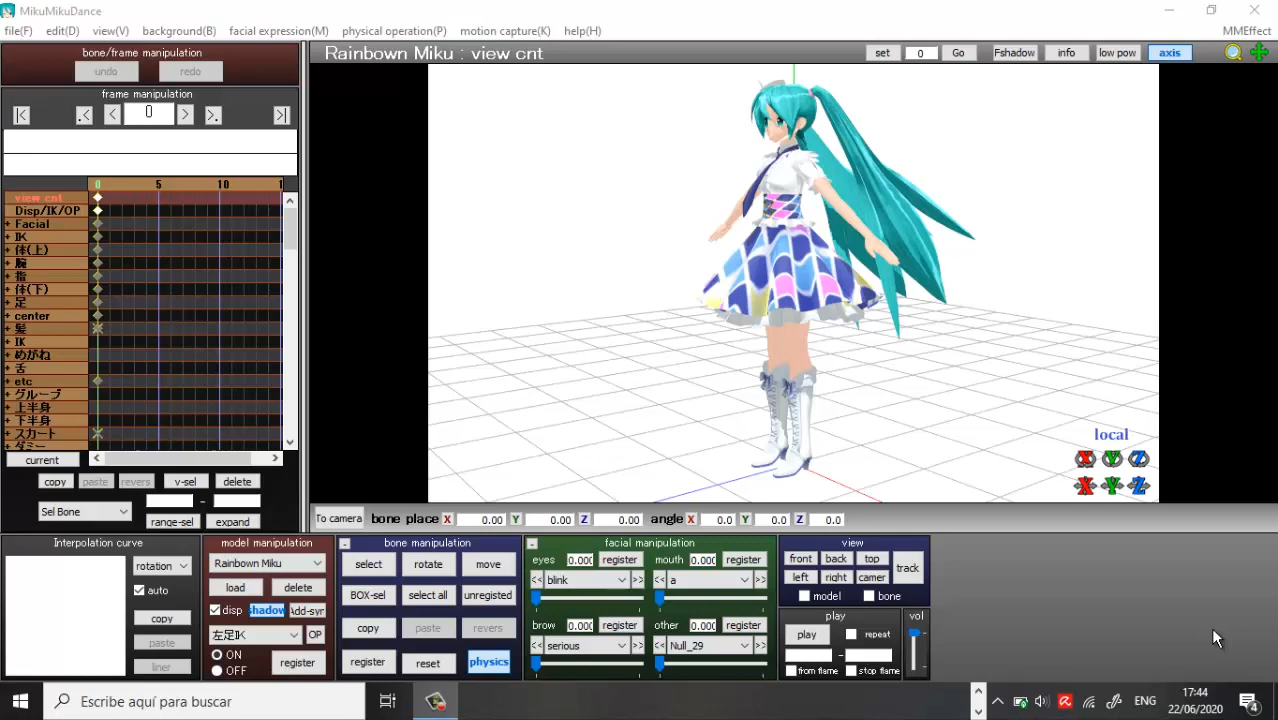 MikuMikuDance
file(F) edit(D) view(V) background(B) facial expression(M) physical operation(P) motion capture(K) help(H) MMEffect
bone/frame manipulation
undo redo
frame manipulation
|< .< < 0 > >. >|
0 5 10 1
view cnt
Disp/IK/OP
+ Facial
+ IK
+ 体(上)
+ 腕
+ 指
+ 体(下)
+ 足
+ center
+ 髪
+ IK
+ めがね
+ 舌
+ etc
+ グループ
+ 上半身
+ 下半身
+ スカート
+ ダミー
current
copy paste revers v-sel delete
Sel Bone -
range-sel expand
Rainbown Miku : view cnt
set 0 Go Fshadow info low pow axis
local
X Y Z
X Y Z
To camera bone place X 0.00 Y 0.00 Z 0.00 angle X 0.0 Y 0.0 Z 0.0
Interpolation curve
rotation
auto
copy
paste
liner
model manipulation
Rainbown Miku
load delete
disp shadow Add-syn
左足IK OP
ON
OFF
register
- bone manipulation
select rotate move
BOX-sel select all unregisted
copy paste revers
register reset physics
- facial manipulation
eyes 0.000 register mouth 0.000 register
<< blink >> << a >>
brow 0.000 register other 0.000 register
<< serious >> << Null_29 >>
view
front back top
left right camer
track
model bone
play
play repeat
-
from flame stop flame
vol
Escribe aquí para buscar
ENG
17:44
22/06/2020
4